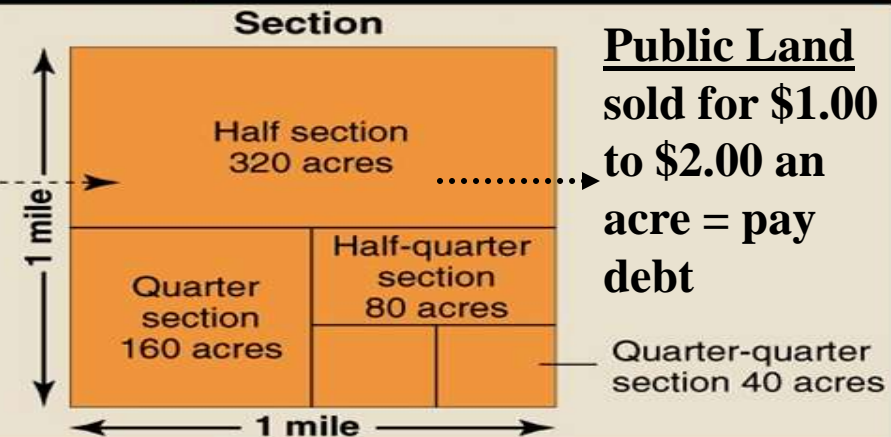 Section
Public Land
sold for $1.00
to $2.00 an
acre = pay
debt
Half section
320 acres
1 mile
Quarter
section
160 acres
Half-quarter
section
80 acres
Quarter-quarter
section 40 acres
1 mile